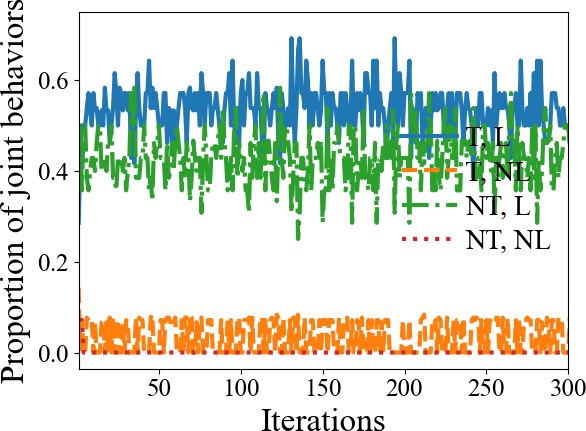 Proportion of joint behaviors
0.6
0.4
0.2
0.0
T, L
T, NL
NT, L
NT, NL
50
100
150
200
250
300
Iterations